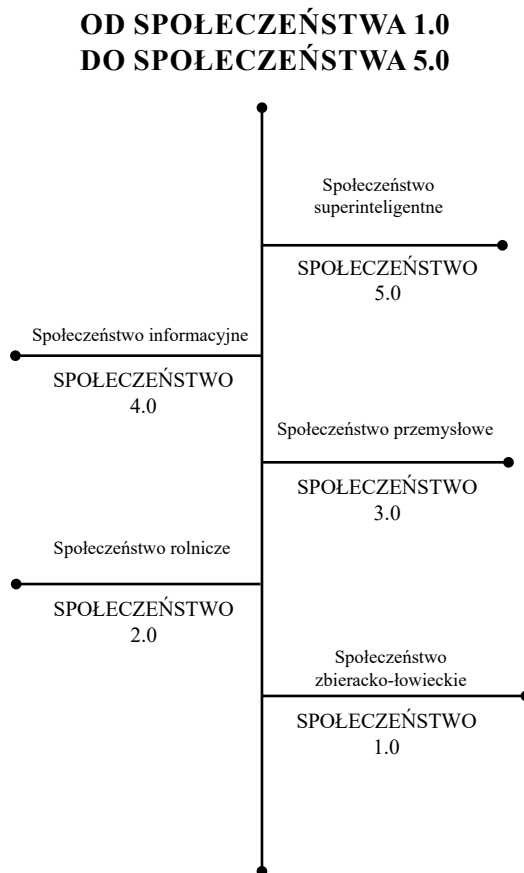 OD SPOŁECZEŃSTWA 1.0
DO SPOŁECZEŃSTWA 5.0
Społeczeństwo
superinteligentne
SPOŁECZEŃSTWO
5.0
Społeczeństwo informacyjne
SPOŁECZEŃSTWO
4.0
Społeczeństwo przemysłowe
SPOŁECZEŃSTWO
3.0
Społeczeństwo rolnicze
SPOŁECZEŃSTWO
2.0
Społeczeństwo
zbieracko-łowieckie
SPOŁECZEŃSTWO
1.0